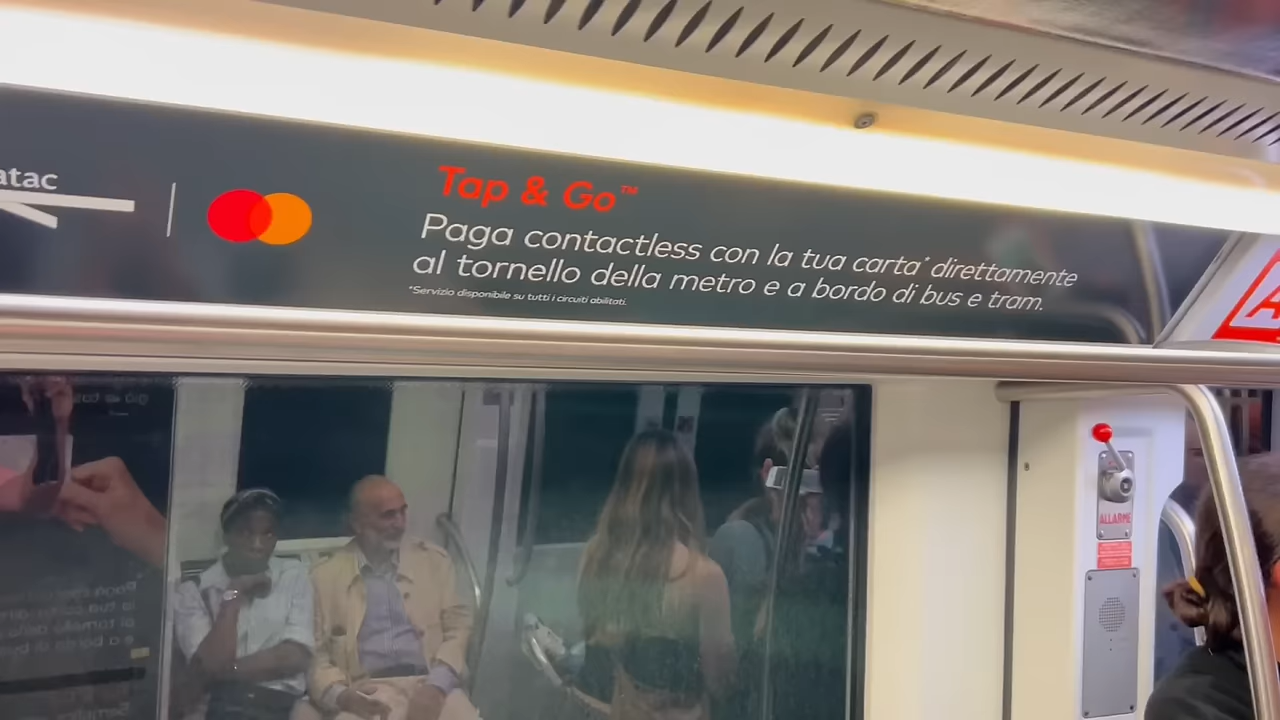 atac
Tap & Go™
Paga contactless con la tua carta* direttamente
al tornello della metro e a bordo di bus e tram.
*Servizio disponibile su tutti i circuiti abilitati.
ALLARME